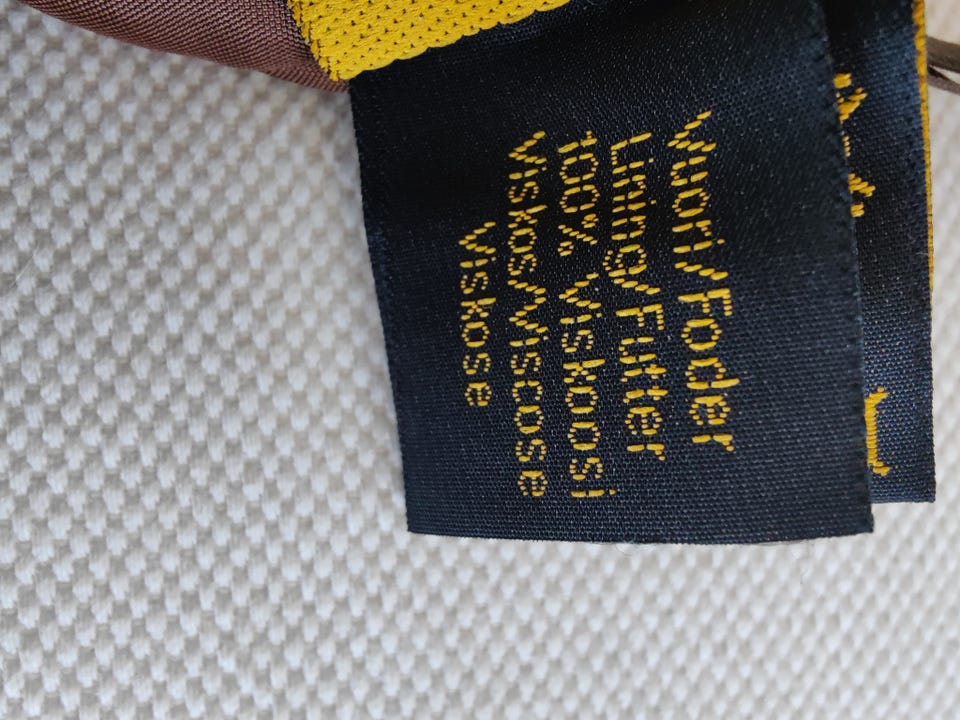 Vuori/Foder
Lining/Futter
100% Viskoosi
Viskos/Viscose
Viskose